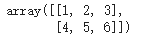 array([[1, 2, 3],
       [4, 5, 6]])